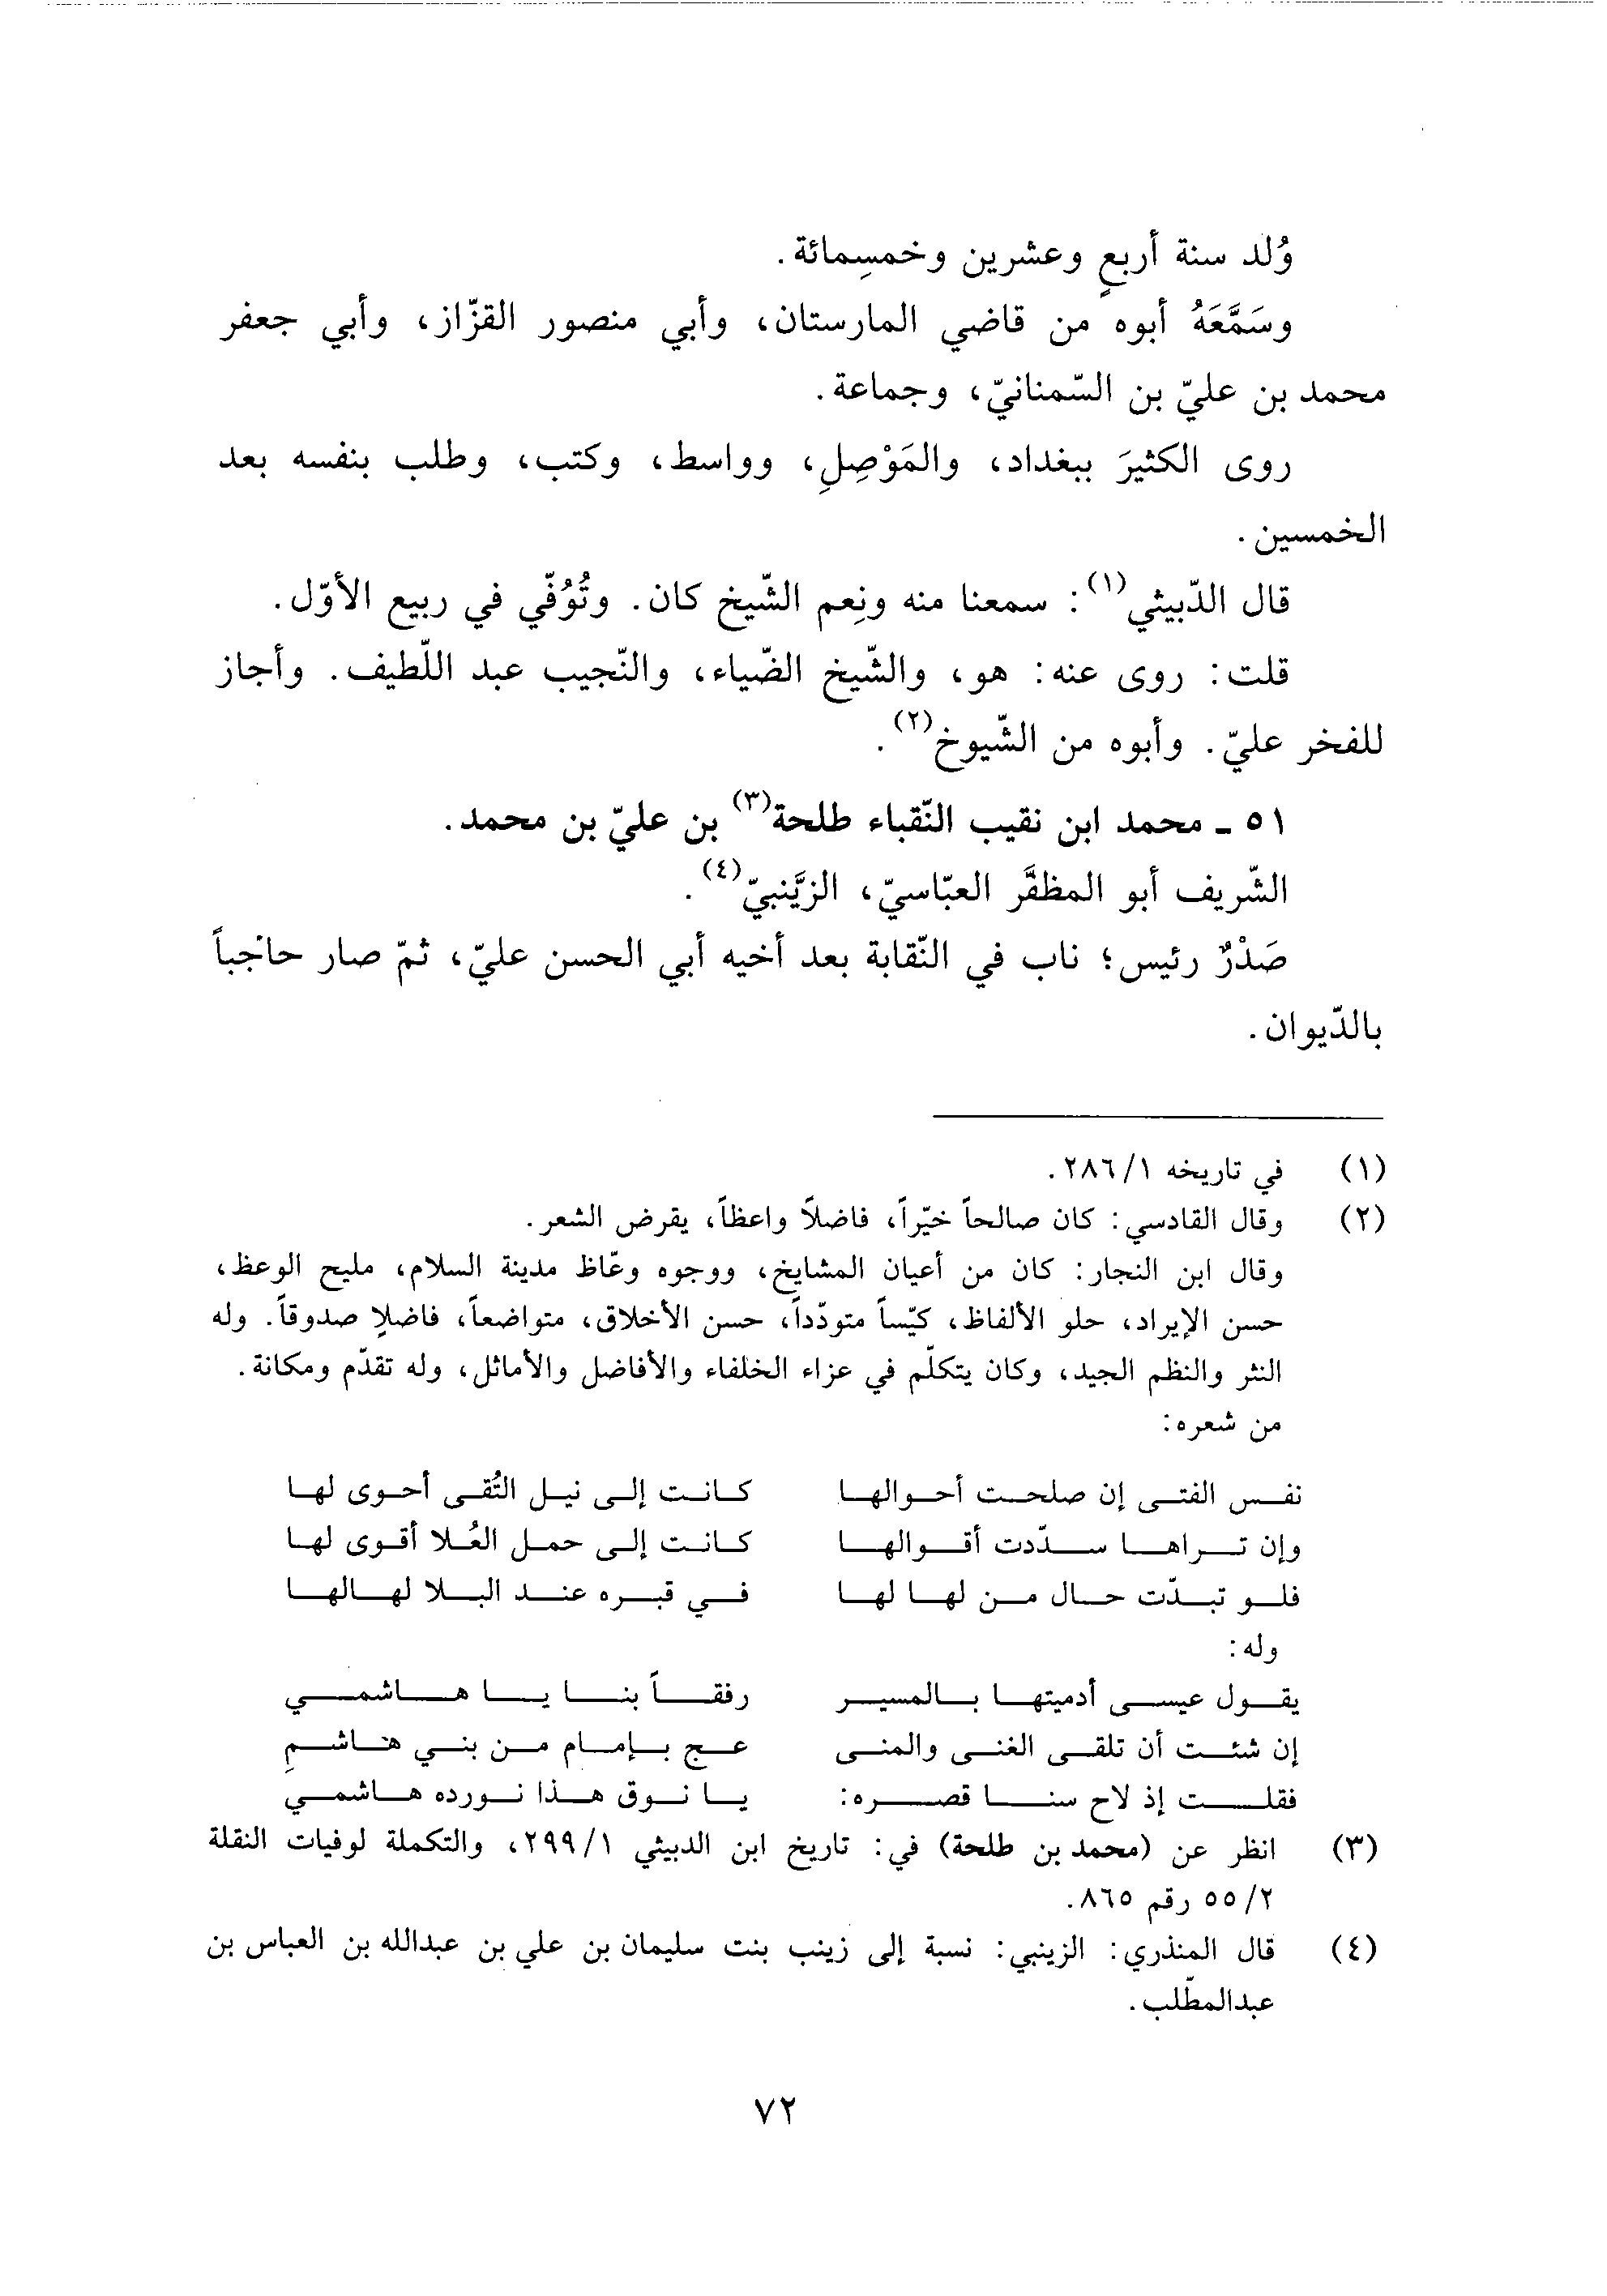 وُلد سنة أربعٍ وعشرين وخمسِمائة.
وسَمَّعَهُ أبوه من قاضي المارستان، وأبي منصور القزّاز، وأبي جعفر
محمد بن عليّ بن السّمنانيّ، وجماعة.
روى الكثيرَ ببغداد، والمَوْصِلِ، وواسط، وكتب، وطلب بنفسه بعد
الخمسين.
قال الدّبيثي(١): سمعنا منه ونِعم الشّيخ كان. وتُوُفّي في ربيع الأوّل.
قلت: روى عنه: هو، والشّيخ الضّياء، والنّجيب عبد اللّطيف. وأجاز
للفخر عليّ. وأبوه من الشّيوخ(٢).
٥١ ـ محمد ابن نقيب النّقباء طلحة(٣) بن عليّ بن محمد.
الشّريف أبو المظفَّر العبّاسيّ، الزيَّنبيّ(٤).
صَدْرٌ رئيس؛ ناب في النّقابة بعد أخيه أبي الحسن عليّ، ثمّ صار حاجباً
بالدّيوان.
(١) في تاريخه ٢٨٦/١.
(٢) وقال القادسي: كان صالحاً خيّراً، فاضلاً واعظاً، يقرض الشعر.
وقال ابن النجار: كان من أعيان المشايخ، ووجوه وعّاظ مدينة السلام، مليح الوعظ،
حسن الإيراد، حلو الألفاظ، كيّساً متودّداً، حسن الأخلاق، متواضعاً، فاضلاٍ صدوقاً. وله
النثر والنظم الجيد، وكان يتكلّم في عزاء الخلفاء والأفاضل والأماثل، وله تقدّم ومكانة.
من شعره:
نفس الفتى إن صلحت أحوالها كانت إلى نيل التُقى أحوى لها
وإن تراها سدّدت أقوالها كانت إلى حمل العُلا أقوى لها
فلو تبدّت حال من لها لها في قبره عند البلا لهالها
وله:
يقول عيسى أدميتها بالمسير رفقاً بنا يا هاشمي
إن شئت أن تلقى الغنى والمنى عج بإمام من بني هاشمِ
فقلت إذ لاح سنا قصره: يا نوق هذا نورده هاشمي
(٣) انظر عن (محمد بن طلحة) في: تاريخ ابن الدبيثي ٢٩٩/١، والتكملة لوفيات النقلة
٥٥/٢ رقم ٨٦٥.
(٤) قال المنذري: الزينبي: نسبة إلى زينب بنت سليمان بن علي بن عبدالله بن العباس بن
عبدالمطّلب.
٧٢